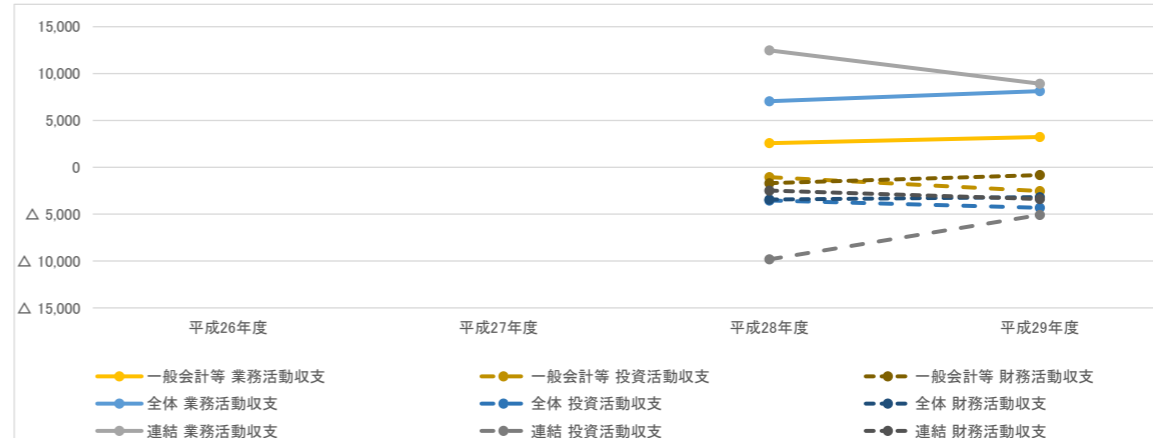 15,000
10,000
5,000
0
△ 5,000
△ 10,000
△ 15,000
平成26年度 平成27年度 平成28年度 平成29年度
一般会計等 業務活動収支 一般会計等 投資活動収支 一般会計等 財務活動収支
全体 業務活動収支 全体 投資活動収支 全体 財務活動収支
連結 業務活動収支 連結 投資活動収支 連結 財務活動収支